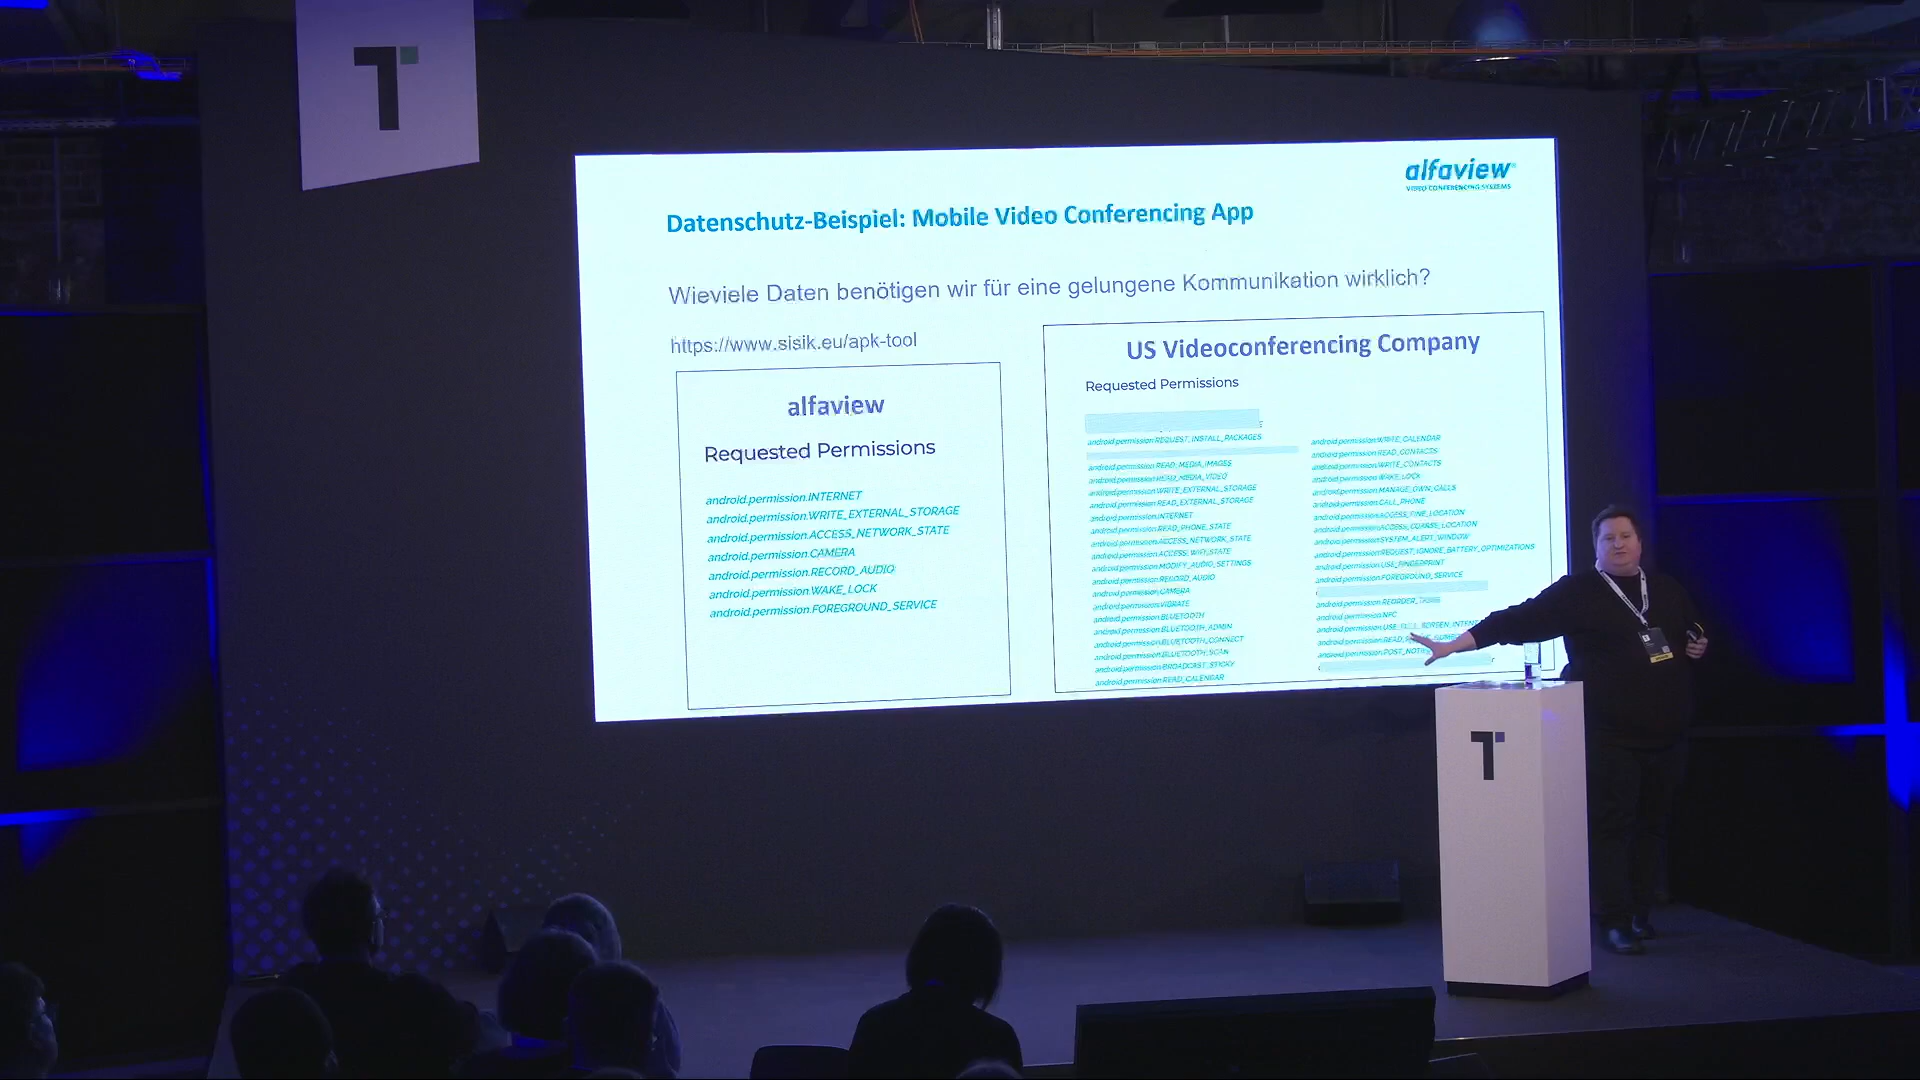 alfaview
VIDEO CONFERENCING SYSTEMS
Datenschutz-Beispiel: Mobile Video Conferencing App
Wieviele Daten benötigen wir für eine gelungene Kommunikation wirklich?
https://www.sisik.eu/apk-tool
alfaview
Requested Permissions
android.permission.INTERNET
android.permission.WRITE_EXTERNAL_STORAGE
android.permission.ACCESS_NETWORK_STATE
android.permission.CAMERA
android.permission.RECORD_AUDIO
android.permission.WAKE_LOCK
android.permission.FOREGROUND_SERVICE
US Videoconferencing Company
Requested Permissions
android.permission.REQUEST_INSTALL_PACKAGES
android.permission.READ_MEDIA_IMAGES
android.permission.READ_MEDIA_VIDEO
android.permission.WRITE_EXTERNAL_STORAGE
android.permission.READ_EXTERNAL_STORAGE
android.permission.INTERNET
android.permission.READ_PHONE_STATE
android.permission.ACCESS_NETWORK_STATE
android.permission.ACCESS_WIFI_STATE
android.permission.MODIFY_AUDIO_SETTINGS
android.permission.RECORD_AUDIO
android.permission.CAMERA
android.permission.VIBRATE
android.permission.BLUETOOTH
android.permission.BLUETOOTH_ADMIN
android.permission.BLUETOOTH_CONNECT
android.permission.BLUETOOTH_SCAN
android.permission.BROADCAST_STICKY
android.permission.READ_CALENDAR
android.permission.WRITE_CALENDAR
android.permission.READ_CONTACTS
android.permission.WRITE_CONTACTS
android.permission.WAKE_LOCK
android.permission.MANAGE_OWN_CALLS
android.permission.CALL_PHONE
android.permission.ACCESS_FINE_LOCATION
android.permission.ACCESS_COARSE_LOCATION
android.permission.SYSTEM_ALERT_WINDOW
android.permission.REQUEST_IGNORE_BATTERY_OPTIMIZATIONS
android.permission.USE_FINGERPRINT
android.permission.FOREGROUND_SERVICE
android.permission.REORDER_TASKS
android.permission.NFC
android.permission.USE_FULL_SCREEN_INTENT